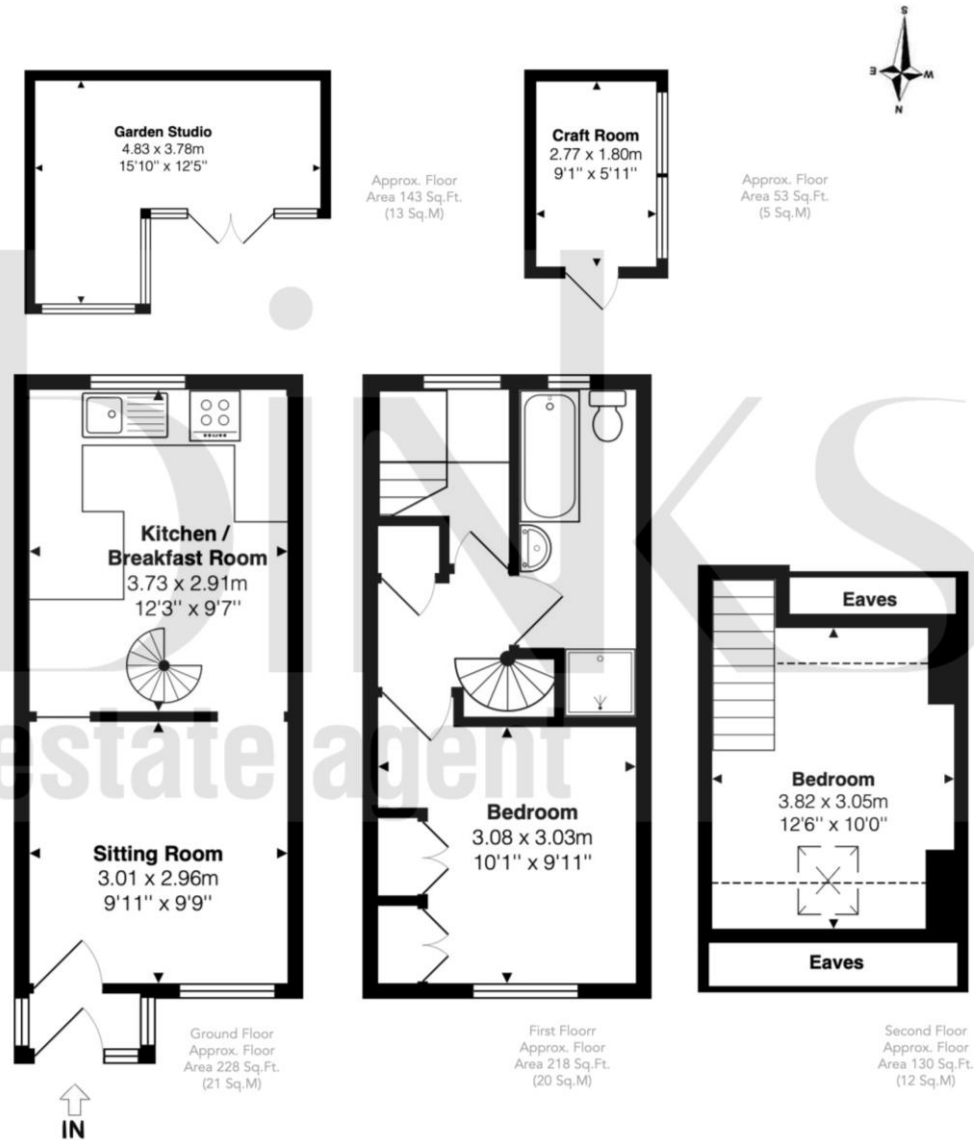 S
E
W
N
Garden Studio
4.83 x 3.78m
15'10" x 12'5"
Approx. Floor
Area 143 Sq.Ft.
(13 Sq.M)
Craft Room
2.77 x 1.80m
9'1" x 5'11"
Approx. Floor
Area 53 Sq.Ft.
(5 Sq.M)
Kitchen /
Breakfast Room
3.73 x 2.91m
12'3" x 9'7"
Sitting Room
3.01 x 2.96m
9'11" x 9'9"
Ground Floor
Approx. Floor
Area 228 Sq.Ft.
(21 Sq.M)
IN
Bedroom
3.08 x 3.03m
10'1" x 9'11"
First Floorr
Approx. Floor
Area 218 Sq.Ft.
(20 Sq.M)
Eaves
Bedroom
3.82 x 3.05m
12'6" x 10'0"
Eaves
Second Floor
Approx. Floor
Area 130 Sq.Ft.
(12 Sq.M)
estate agent